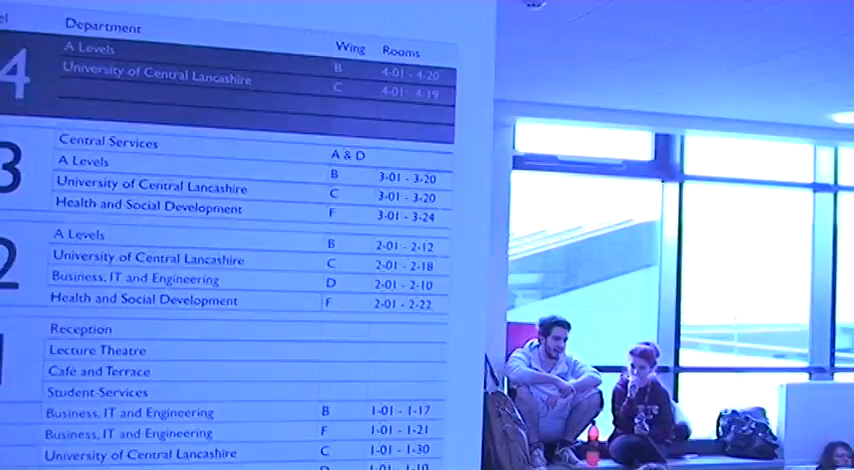 Department Wing Rooms
4 A Levels B 4-01 - 4-20
University of Central Lancashire C 4-01 - 4-19
3 Central Services A & D
A Levels B 3-01 - 3-20
University of Central Lancashire C 3-01 - 3-20
Health and Social Development F 3-01 - 3-24
2 A Levels B 2-01 - 2-12
University of Central Lancashire C 2-01 - 2-18
Business, IT and Engineering D 2-01 - 2-10
Health and Social Development F 2-01 - 2-22
Reception
Lecture Theatre
Café and Terrace
Student Services
Business, IT and Engineering B 1-01 - 1-17
Business, IT and Engineering F 1-01 - 1-21
University of Central Lancashire C 1-01 - 1-30
D 1-01 - 1-10